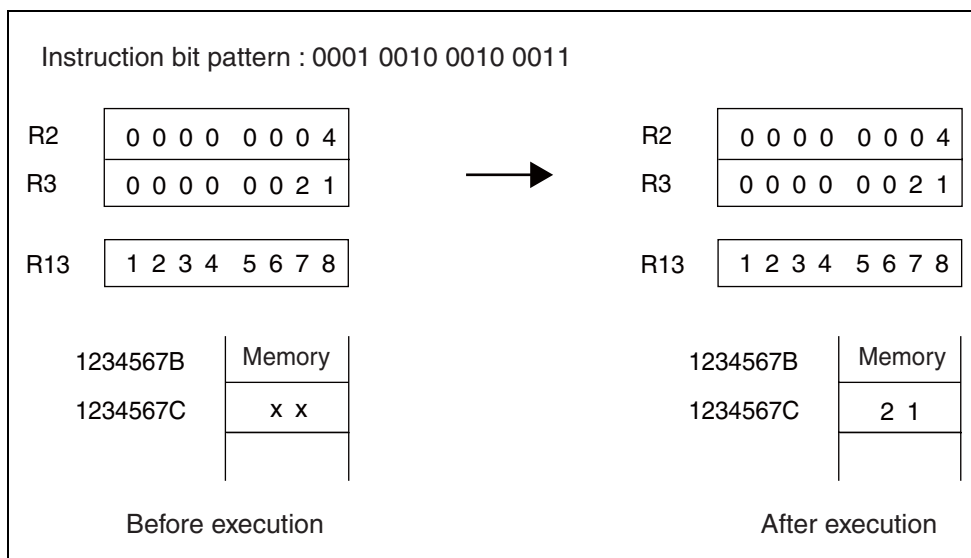 Instruction bit pattern : 0001 0010 0010 0011
R2 0 0 0 0 0 0 0 4 R2 0 0 0 0 0 0 0 4
R3 0 0 0 0 0 0 2 1 R3 0 0 0 0 0 0 2 1
R13 1 2 3 4 5 6 7 8 R13 1 2 3 4 5 6 7 8
1234567B Memory 1234567B Memory
1234567C x x 1234567C 2 1
Before execution After execution